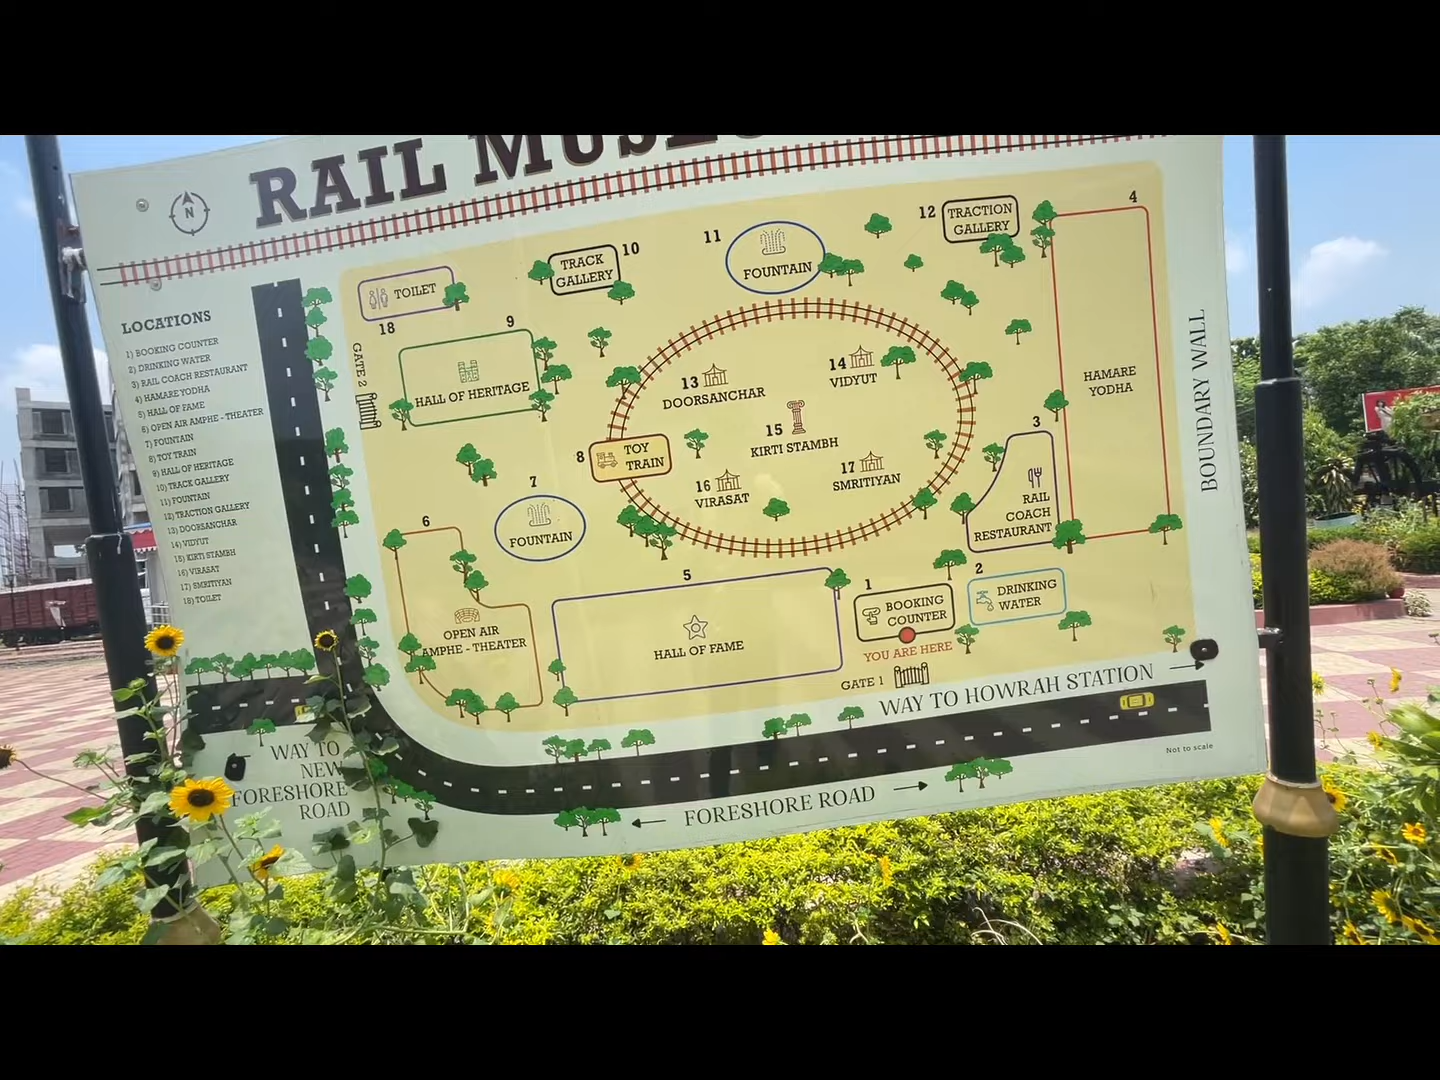 RAIL
N
LOCATIONS
1) BOOKING COUNTER
2) DRINKING WATER
3) RAIL COACH RESTAURANT
4) HAMARE YODHA
5) HALL OF FAME
6) OPEN AIR AMPHE - THEATER
7) FOUNTAIN
8) TOY TRAIN
9) HALL OF HERITAGE
10) TRACK GALLERY
11) FOUNTAIN
12) TRACTION GALLERY
13) DOORSANCHAR
14) VIDYUT
15) KIRTI STAMBH
16) VIRASAT
17) SMRITIYAN
18) TOILET
TOILET
18
TRACK
GALLERY
10
11
FOUNTAIN
12
TRACTION
GALLERY
4
HAMARE
YODHA
BOUNDARY WALL
GATE 2
9
HALL OF HERITAGE
13
DOORSANCHAR
14
VIDYUT
15
KIRTI STAMBH
16
VIRASAT
17
SMRITIYAN
8
TOY
TRAIN
7
FOUNTAIN
3
RAIL
COACH
RESTAURANT
6
OPEN AIR
AMPHE - THEATER
5
HALL OF FAME
1
BOOKING
COUNTER
YOU ARE HERE
2
DRINKING
WATER
GATE 1
WAY TO HOWRAH STATION
Not to scale
WAY TO
NEW
FORESHORE
ROAD
FORESHORE ROAD